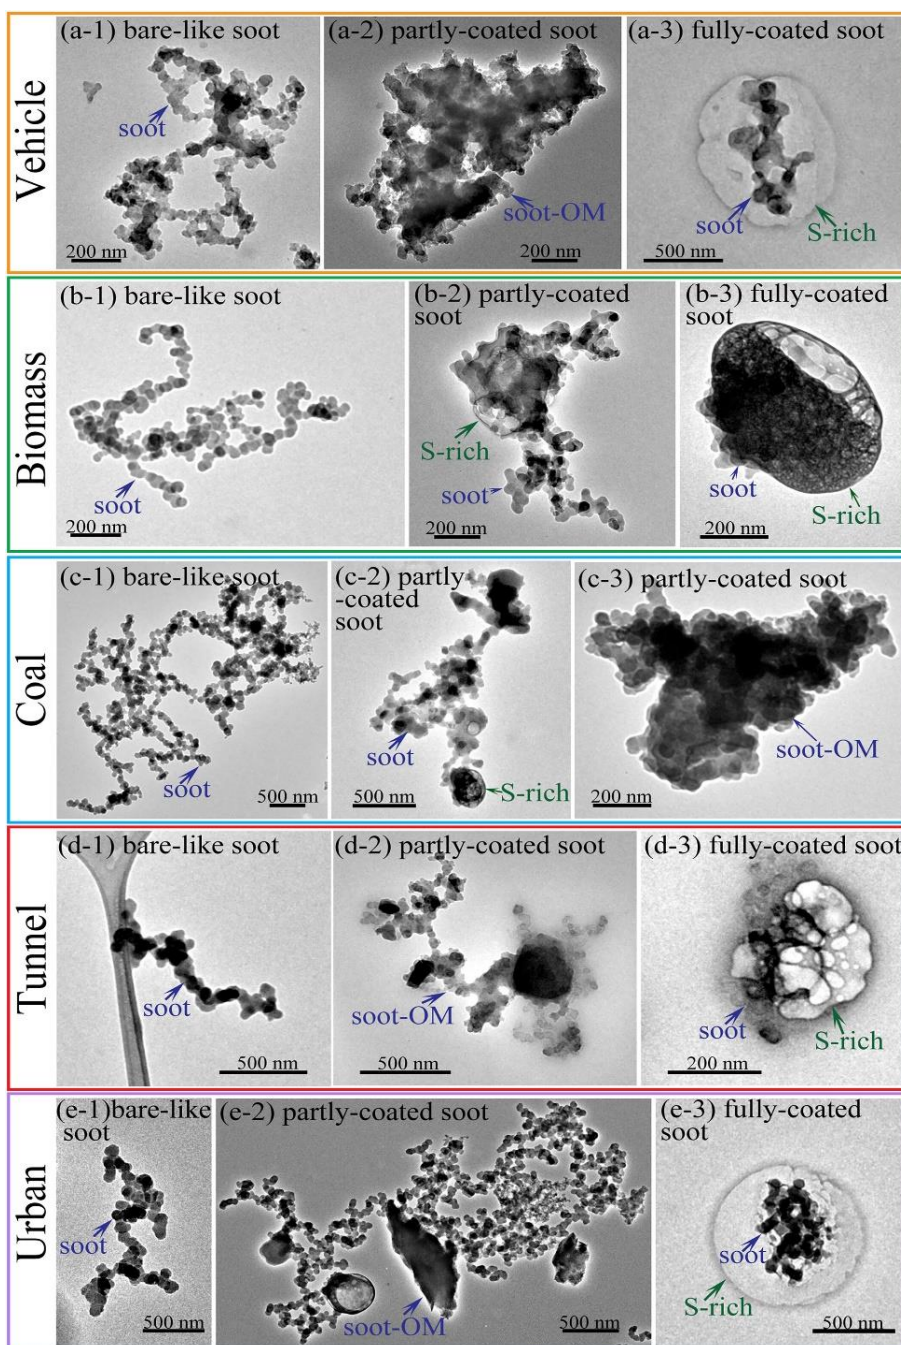 Vehicle
(a-1) bare-like soot
soot
200 nm
(a-2) partly-coated soot
soot-OM
200 nm
(a-3) fully-coated soot
soot
S-rich
500 nm
Biomass
(b-1) bare-like soot
soot
200 nm
(b-2) partly-coated
soot
S-rich
soot
200 nm
(b-3) fully-coated
soot
soot
S-rich
200 nm
Coal
(c-1) bare-like soot
soot
500 nm
(c-2) partly
-coated
soot
soot
S-rich
500 nm
(c-3) partly-coated soot
soot-OM
200 nm
Tunnel
(d-1) bare-like soot
soot
500 nm
(d-2) partly-coated soot
soot-OM
500 nm
(d-3) fully-coated soot
soot
S-rich
200 nm
Urban
(e-1)bare-like
soot
soot
500 nm
(e-2) partly-coated soot
soot-OM
500 nm
(e-3) fully-coated
soot
soot
S-rich
500 nm